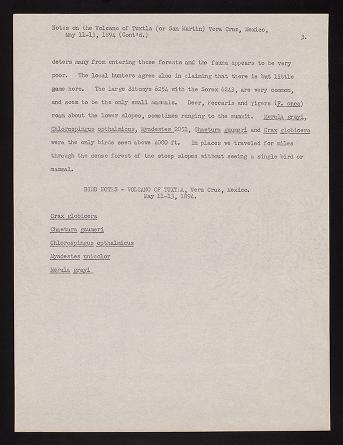 Notes on the Volcano of Tuxtla (or San Martin) Vera Cruz, Mexico,
May 11-13, 1894 (Cont'd.) 3.
deters many from entering these forests and the fauna appears to be very
poor. The local hunters agree also in claiming that there is but little
game here. The large Sitomys 6254 with the Sorex 6243, are very common,
and seem to be the only small mammals. Deer, Peccaris and Tigers (F. onca)
roam about the lower slopes, sometimes ranging to the summit. Merula grayi,
Chlorospingus opthalmicus, Myadestes 2051, Chaetura gaumeri and Crax globicera
were the only birds seen above 4000 ft. In places we traveled for miles
through the dense forest of the steep slopes without seeing a single bird or
mammal.
BIRD NOTES - VOLCANO OF TUXTLA, Vera Cruz, Mexico.
May 11-13, 1894.
Crax globicera
Chaetura gaumeri
Chlorospingus opthalmicus
Myadestes unicolor
Merula grayi